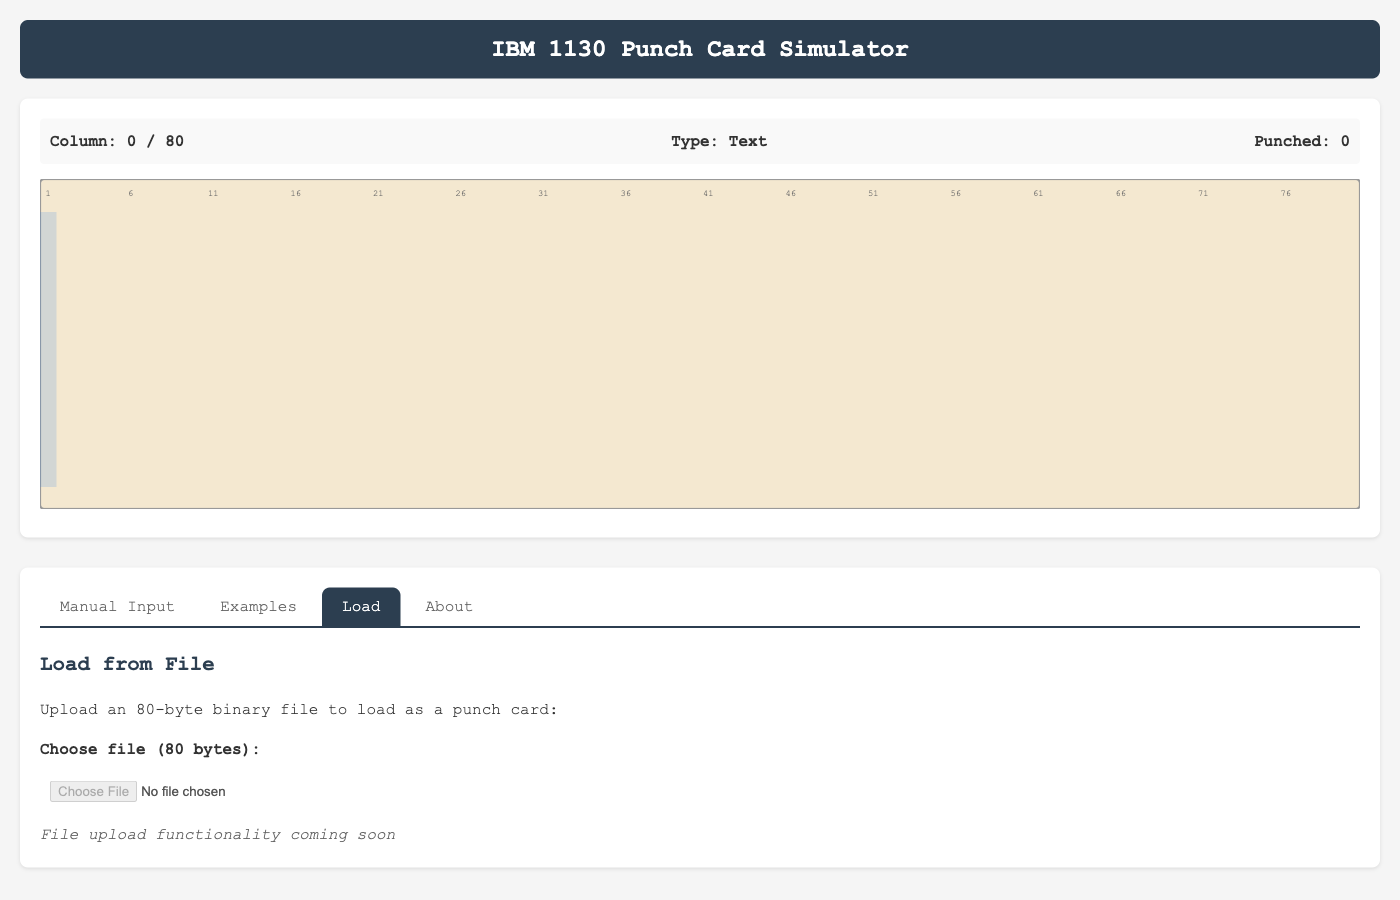 IBM 1130 Punch Card Simulator
Column: 0 / 80 Type: Text Punched: 0
1 6 11 16 21 26 31 36 41 46 51 56 61 66 71 76
Manual Input Examples Load About
Load from File
Upload an 80-byte binary file to load as a punch card:
Choose file (80 bytes):
Choose File No file chosen
File upload functionality coming soon